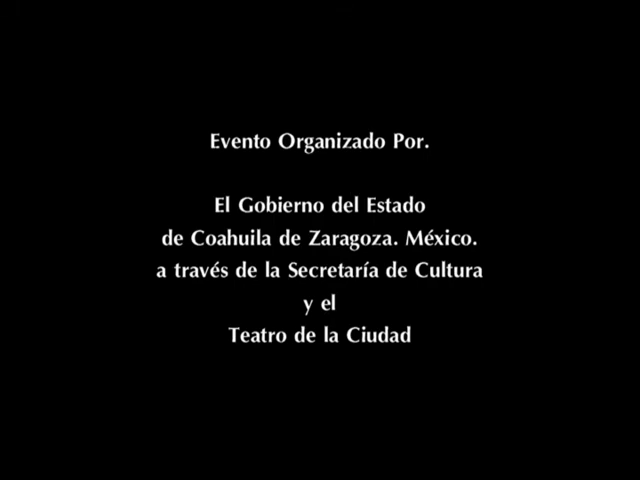 Evento Organizado Por.
El Gobierno del Estado
de Coahuila de Zaragoza. México.
a través de la Secretaría de Cultura
y el
Teatro de la Ciudad